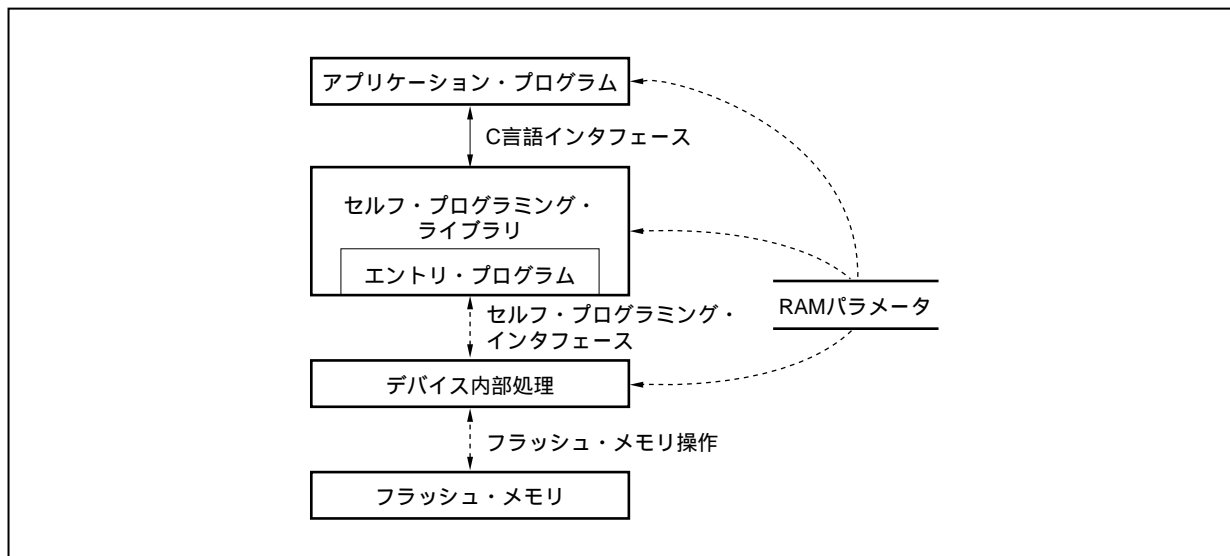 アプリケーション・プログラム
C言語インタフェース
セルフ・プログラミング・
ライブラリ
エントリ・プログラム
RAMパラメータ
セルフ・プログラミング・
インタフェース
デバイス内部処理
フラッシュ・メモリ操作
フラッシュ・メモリ